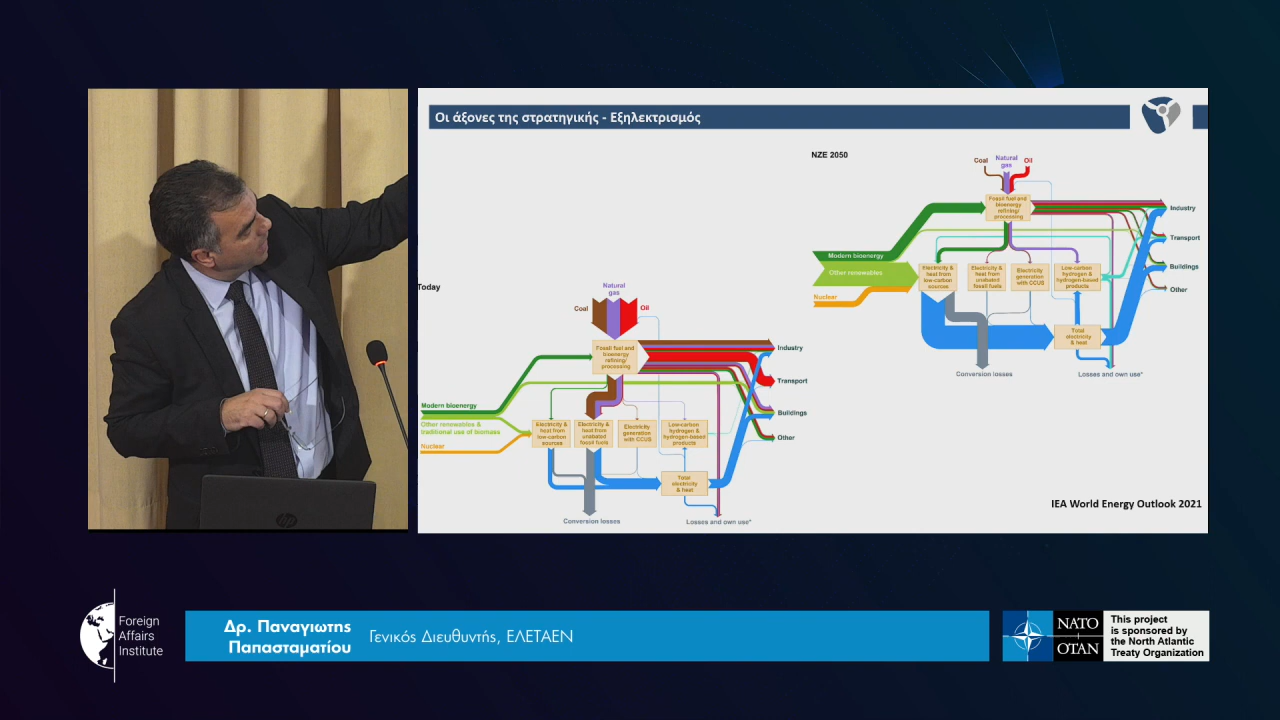 Οι άξονες της στρατηγικής - Εξηλεκτρισμός
NZE 2050
Coal
Natural
gas
Oil
Fossil fuel and
bioenergy
refining/
processing
Industry
Transport
Buildings
Other
Modern bioenergy
Other renewables
Nuclear
Electricity &
heat from
low-carbon
sources
Electricity &
heat from
unabated
fossil fuels
Electricity
generation
with CCUS
Low-carbon
hydrogen &
hydrogen-based
products
Total
electricity
& heat
Conversion losses
Losses and own use*
Today
Natural
gas
Coal
Oil
Fossil fuel and
bioenergy
refining/
processing
Industry
Transport
Buildings
Other
Modern bioenergy
Other renewables &
traditional use of biomass
Nuclear
Electricity &
heat from
low-carbon
sources
Electricity &
heat from
unabated
fossil fuels
Electricity
generation
with CCUS
Low-carbon
hydrogen &
hydrogen-based
products
Total
electricity
& heat
Conversion losses
Losses and own use*
IEA World Energy Outlook 2021
hp
Foreign
Affairs
Institute
Δρ. Παναγιωτης
Παπασταματίου
Γενικός Διευθυντής, ΕΛΕΤΑΕΝ
NATO
OTAN
This project
is sponsored by
the North Atlantic
Treaty Organization